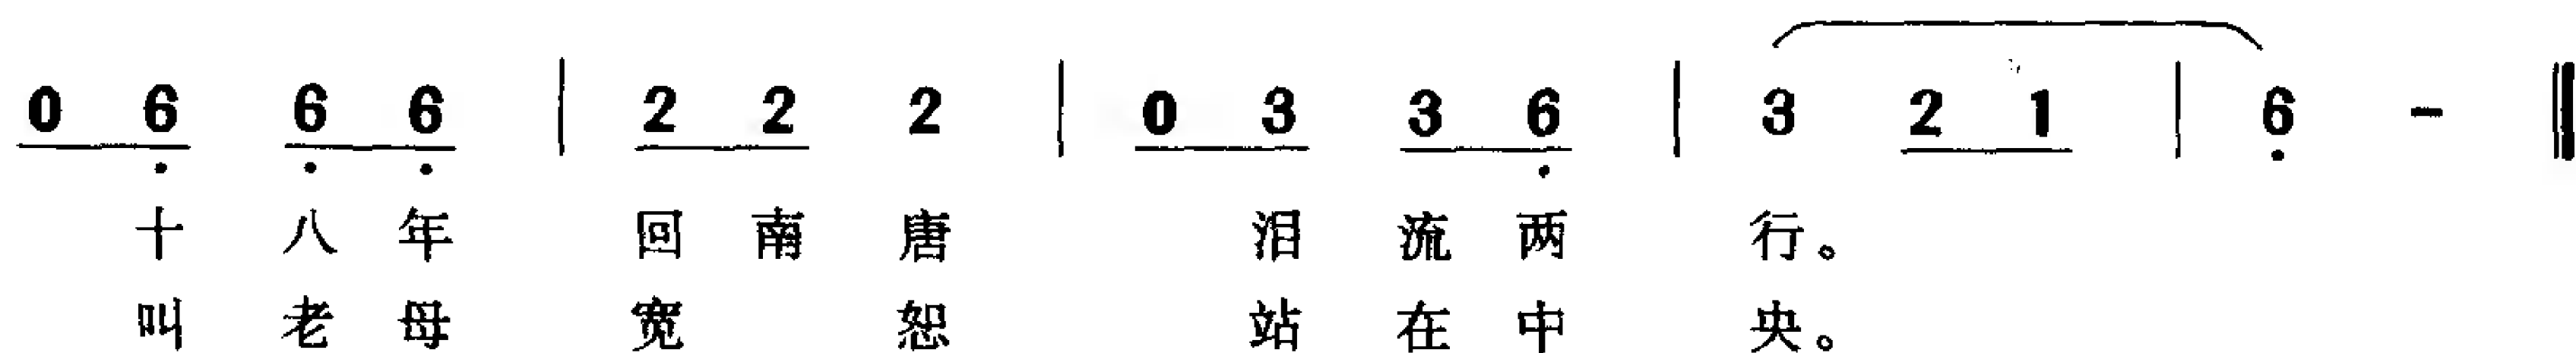 0 6 6 6 | 2 2 2 | 0 3 3 6 | 3 2 1 | 6 - ‖
十 八 年 回 南 唐 泪 流 两 行。
叫 老 母 宽 恕 站 在 中 央。